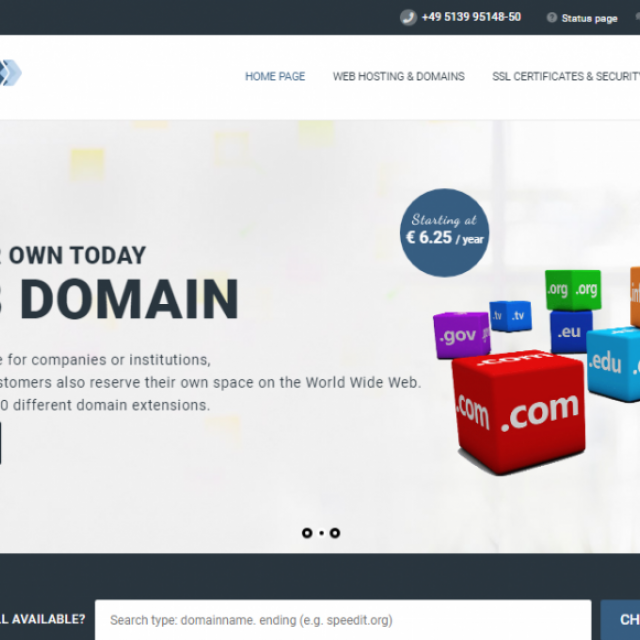 +49 5139 95148-50 Status page
HOME PAGE WEB HOSTING & DOMAINS SSL CERTIFICATES & SECURITY
Starting at
€ 6.25 / year
OWN TODAY
DOMAIN
for companies or institutions,
also reserve their own space on the World Wide Web.
0 different domain extensions.
.org .org
.tv .tv
.gov
.eu
.edu
.com
.com .com
AVAILABLE?
Search type: domainname. ending (e.g. speedit.org)